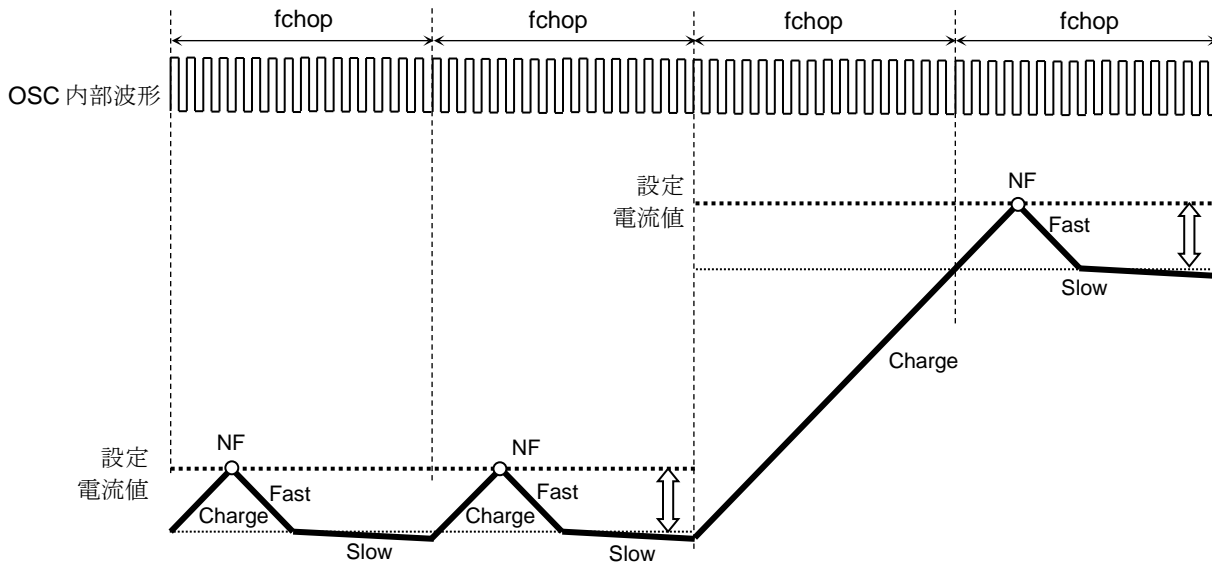 fchop fchop fchop fchop
OSC 内部波形
設定
電流値
NF
Fast
Slow
Charge
設定
電流値
NF
Fast
Charge
Slow
NF
Fast
Charge
Slow